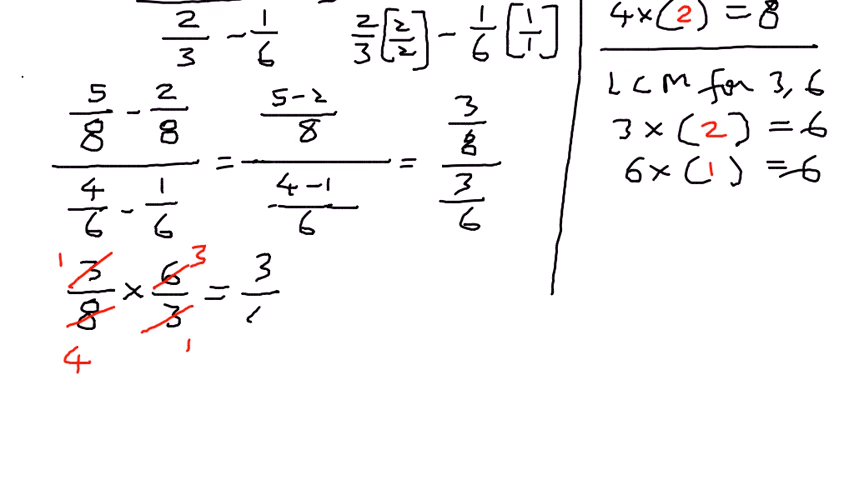 2/3 - 1/6    2/3[2/2] - 1/6[1/1]
(5/8 - 2/8)/(4/6 - 1/6) = ((5-2)/8)/((4-1)/6) = (3/8)/(3/6)
1 3/8 4 × 6 3/3 1 = 3/
4×(2) = 8
LCM for 3, 6
3 × (2) = 6
6 × (1) = 6